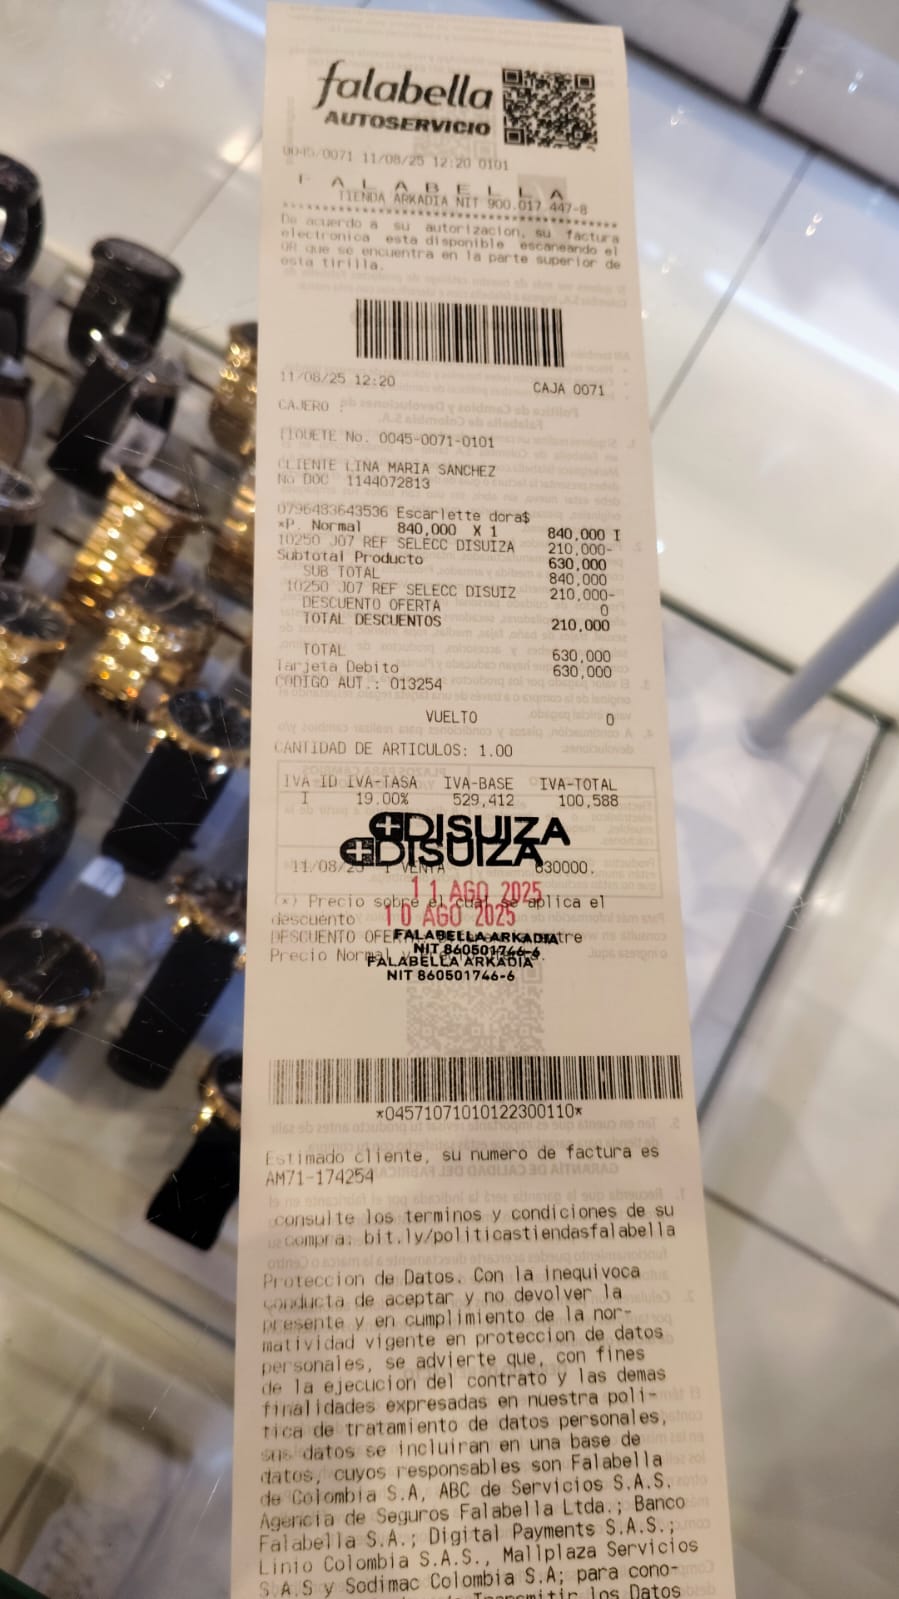 falabella
AUTOSERVICIO
0045/0071 11/08/25 12:20 0101
F A L A B E L L A
TIENDA ARKADIA NIT 900.017.447-8
De acuerdo a su autorizacion, su factura
electronica esta disponible escaneando el
QR que se encuentra en la parte superior de
esta tirilla.
11/08/25 12:20 CAJA 0071
CAJERO :
TIQUETE No. 0045-0071-0101
CLIENTE LINA MARIA SANCHEZ
No DOC 1144072813
0796483643536 Escarlette dora$
*P. Normal 840,000 X 1 840,000 I
10250 J07 REF SELECC DISUIZA 210,000-
Subtotal Producto 630,000
SUB TOTAL 840,000
10250 J07 REF SELECC DISUIZ 210,000-
DESCUENTO OFERTA 0
TOTAL DESCUENTOS 210,000
TOTAL 630,000
Tarjeta Debito 630,000
CODIGO AUT.: 013254
VUELTO 0
CANTIDAD DE ARTICULOS: 1.00
IVA ID IVA-TASA IVA-BASE IVA-TOTAL
I 19.00% 529,412 100,588
DISUIZA
DISUIZA
11/08/25 1 VENTA 630000.
11 AGO 2025
(*) Precio sobre el cual se aplica el
descuento
10 AGO 2025
DESCUENTO OFERTA
FALABELLA ARKADIA
NIT 860501746-6
Precio Normal y
FALABELLA ARKADIA
NIT 860501746-6
*04571071010122300110*
Estimado cliente, su numero de factura es
AM71-174254
consulte los terminos y condiciones de su
compra: bit.ly/politicastiendasfalabella
Proteccion de Datos. Con la inequivoca
conducta de aceptar y no devolver la
presente y en cumplimiento de la nor-
matividad vigente en proteccion de datos
personales, se advierte que, con fines
de la ejecucion del contrato y las demas
finalidades expresadas en nuestra poli-
tica de tratamiento de datos personales,
sus datos se incluiran en una base de
datos, cuyos responsables son Falabella
de Colombia S.A, ABC de Servicios S.A.S.
Agencia de Seguros Falabella Ltda.; Banco
Falabella S.A.; Digital Payments S.A.S.;
Linio Colombia S.A.S., Mallplaza Servicios
S.A.S y Sodimac Colombia S.A; para cono-
Transmitir los Datos